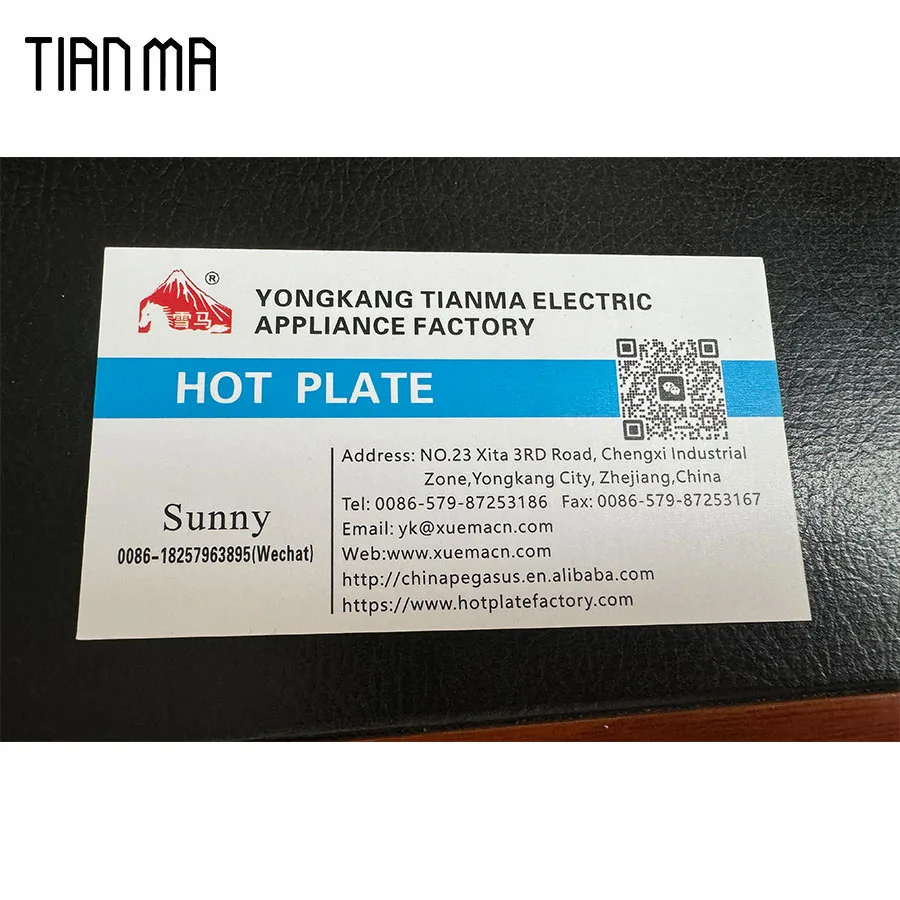 TIAN MA
雪马®
YONGKANG TIANMA ELECTRIC
APPLIANCE FACTORY
HOT PLATE
Sunny
0086-18257963895(Wechat)
Address: NO.23 Xita 3RD Road, Chengxi Industrial
Zone,Yongkang City, Zhejiang,China
Tel: 0086-579-87253186 Fax: 0086-579-87253167
Email: yk@xuemacn.com
Web:www.xuemacn.com
http://chinapegasus.en.alibaba.com
https://www.hotplatefactory.com